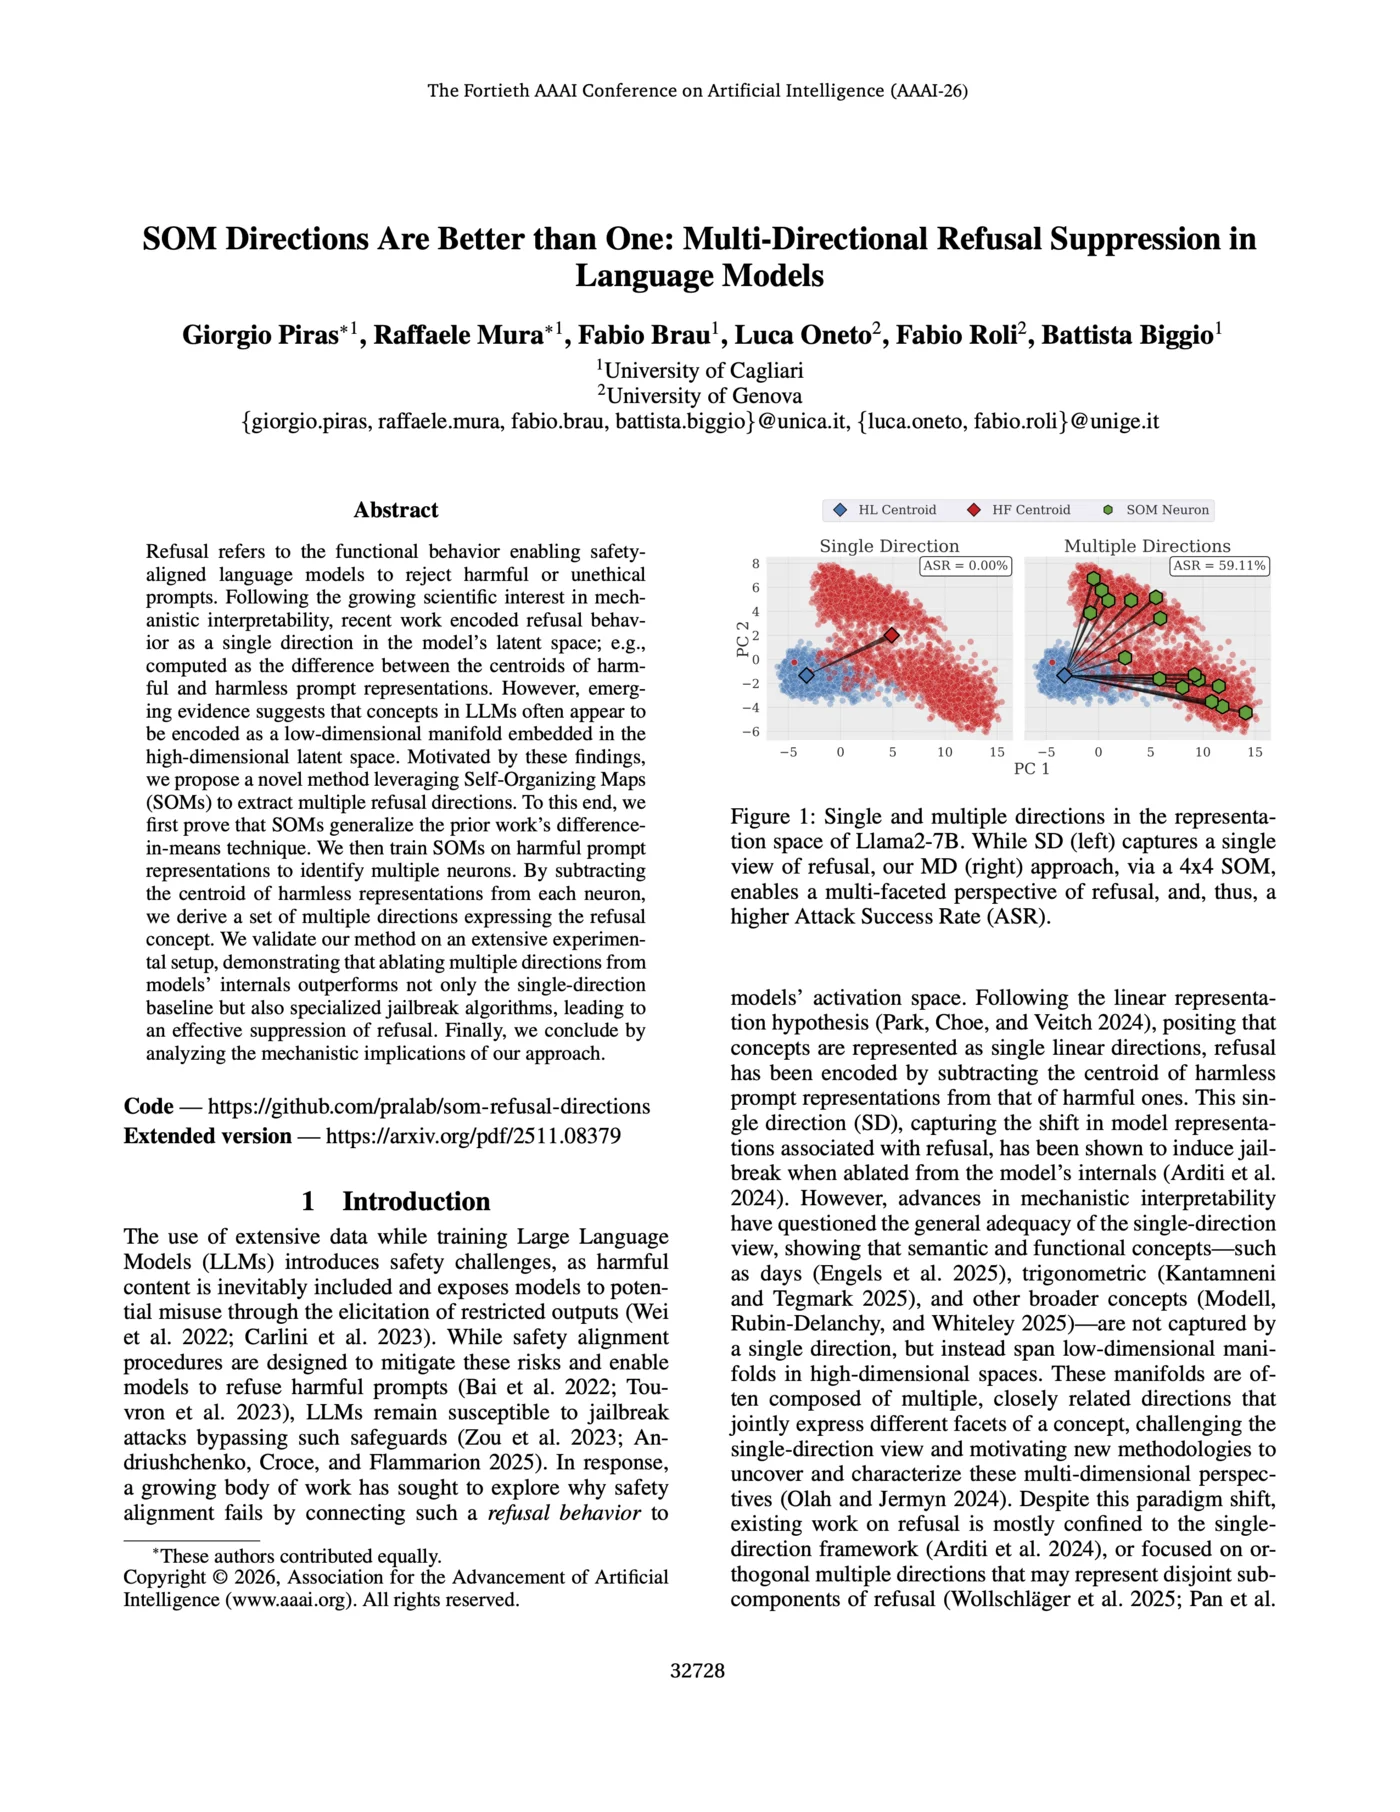 The Fortieth AAAI Conference on Artificial Intelligence (AAAI-26)
SOM Directions Are Better than One: Multi-Directional Refusal Suppression in
Language Models
Giorgio Piras*1, Raffaele Mura*1, Fabio Brau1, Luca Oneto2, Fabio Roli2, Battista Biggio1
1University of Cagliari
2University of Genova
{giorgio.piras, raffaele.mura, fabio.brau, battista.biggio}@unica.it, {luca.oneto, fabio.roli}@unige.it
Abstract
Refusal refers to the functional behavior enabling safety-
aligned language models to reject harmful or unethical
prompts. Following the growing scientific interest in mech-
anistic interpretability, recent work encoded refusal behav-
ior as a single direction in the model's latent space; e.g.,
computed as the difference between the centroids of harm-
ful and harmless prompt representations. However, emerg-
ing evidence suggests that concepts in LLMs often appear to
be encoded as a low-dimensional manifold embedded in the
high-dimensional latent space. Motivated by these findings,
we propose a novel method leveraging Self-Organizing Maps
(SOMs) to extract multiple refusal directions. To this end, we
first prove that SOMs generalize the prior work's difference-
in-means technique. We then train SOMs on harmful prompt
representations to identify multiple neurons. By subtracting
the centroid of harmless representations from each neuron,
we derive a set of multiple directions expressing the refusal
concept. We validate our method on an extensive experimen-
tal setup, demonstrating that ablating multiple directions from
models' internals outperforms not only the single-direction
baseline but also specialized jailbreak algorithms, leading to
an effective suppression of refusal. Finally, we conclude by
analyzing the mechanistic implications of our approach.
Code — https://github.com/pralab/som-refusal-directions
Extended version — https://arxiv.org/pdf/2511.08379
1 Introduction
The use of extensive data while training Large Language
Models (LLMs) introduces safety challenges, as harmful
content is inevitably included and exposes models to poten-
tial misuse through the elicitation of restricted outputs (Wei
et al. 2022; Carlini et al. 2023). While safety alignment
procedures are designed to mitigate these risks and enable
models to refuse harmful prompts (Bai et al. 2022; Tou-
vron et al. 2023), LLMs remain susceptible to jailbreak
attacks bypassing such safeguards (Zou et al. 2023; An-
driushchenko, Croce, and Flammarion 2025). In response,
a growing body of work has sought to explore why safety
alignment fails by connecting such a refusal behavior to
*These authors contributed equally.
Copyright © 2026, Association for the Advancement of Artificial
Intelligence (www.aaai.org). All rights reserved.
HL Centroid HF Centroid SOM Neuron
Single Direction
ASR = 0.00%
Multiple Directions
ASR = 59.11%
8
6
4
2
0
−2
−4
−6
PC 2
−5 0 5 10 15
−5 0 5 10 15
PC 1
Figure 1: Single and multiple directions in the representa-
tion space of Llama2-7B. While SD (left) captures a single
view of refusal, our MD (right) approach, via a 4x4 SOM,
enables a multi-faceted perspective of refusal, and, thus, a
higher Attack Success Rate (ASR).
models' activation space. Following the linear representa-
tion hypothesis (Park, Choe, and Veitch 2024), positing that
concepts are represented as single linear directions, refusal
has been encoded by subtracting the centroid of harmless
prompt representations from that of harmful ones. This sin-
gle direction (SD), capturing the shift in model representa-
tions associated with refusal, has been shown to induce jail-
break when ablated from the model's internals (Arditi et al.
2024). However, advances in mechanistic interpretability
have questioned the general adequacy of the single-direction
view, showing that semantic and functional concepts—such
as days (Engels et al. 2025), trigonometric (Kantamneni
and Tegmark 2025), and other broader concepts (Modell,
Rubin-Delanchy, and Whiteley 2025)—are not captured by
a single direction, but instead span low-dimensional mani-
folds in high-dimensional spaces. These manifolds are of-
ten composed of multiple, closely related directions that
jointly express different facets of a concept, challenging the
single-direction view and motivating new methodologies to
uncover and characterize these multi-dimensional perspec-
tives (Olah and Jermyn 2024). Despite this paradigm shift,
existing work on refusal is mostly confined to the single-
direction framework (Arditi et al. 2024), or focused on or-
thogonal multiple directions that may represent disjoint sub-
components of refusal (Wollschläger et al. 2025; Pan et al.
32728